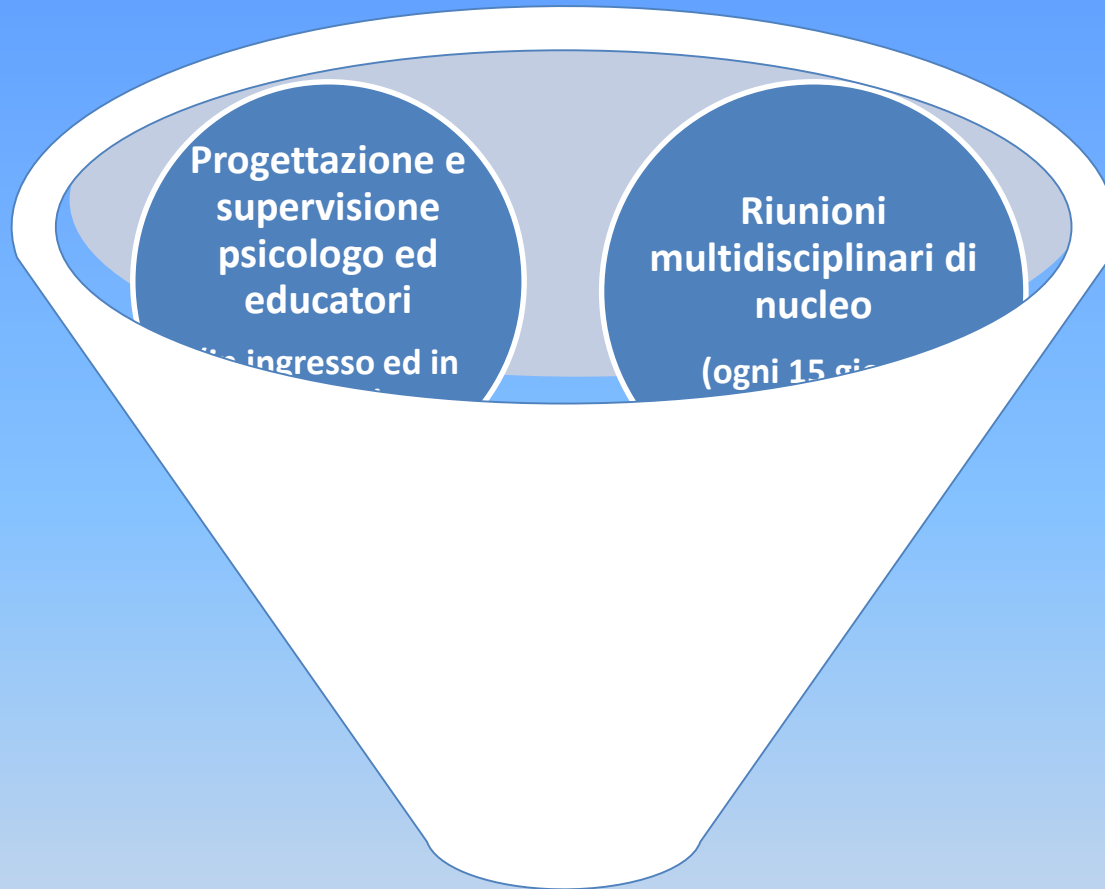 Progettazione e
supervisione
psicologo ed
educatori
ingresso ed in
Riunioni
multidisciplinari di
nucleo
(ogni 15